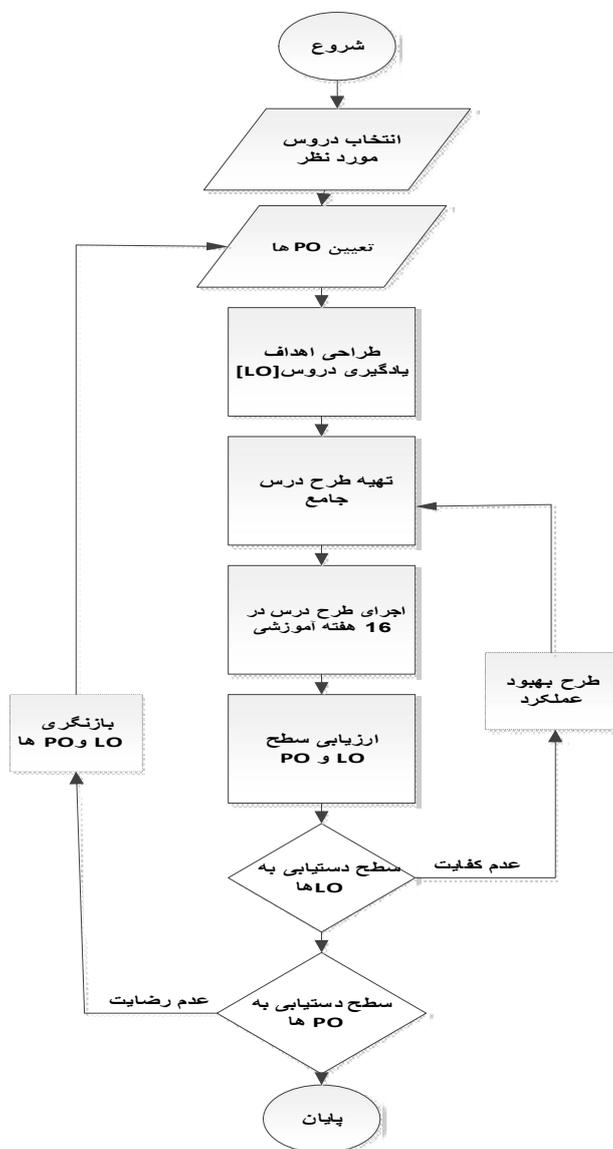 شروع
انتخاب دروس
مورد نظر
تعیین PO ها
طراحی اهداف
یادگیری دروس[LO]
تهیه طرح درس
جامع
اجرای طرح درس در
16 هفته آموزشی
طرح بهبود
عملکرد
بازنگری
LO وPO ها
ارزیابی سطح
LO و PO
سطح دستیابی به
LOها
عدم کفایت
سطح دستیابی به
PO ها
عدم رضایت
پایان